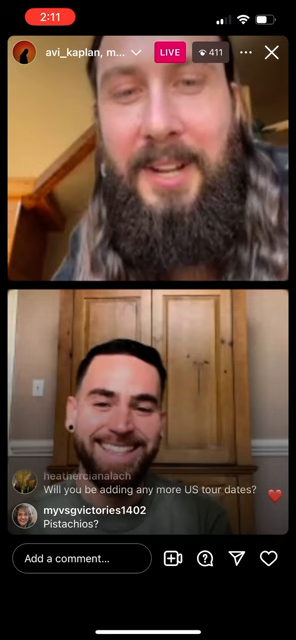 2:11
avi_kaplan, m...
LIVE
411
heathercianalach
Will you be adding any more US tour dates?
myvsgvictories1402
Pistachios?
Add a comment...